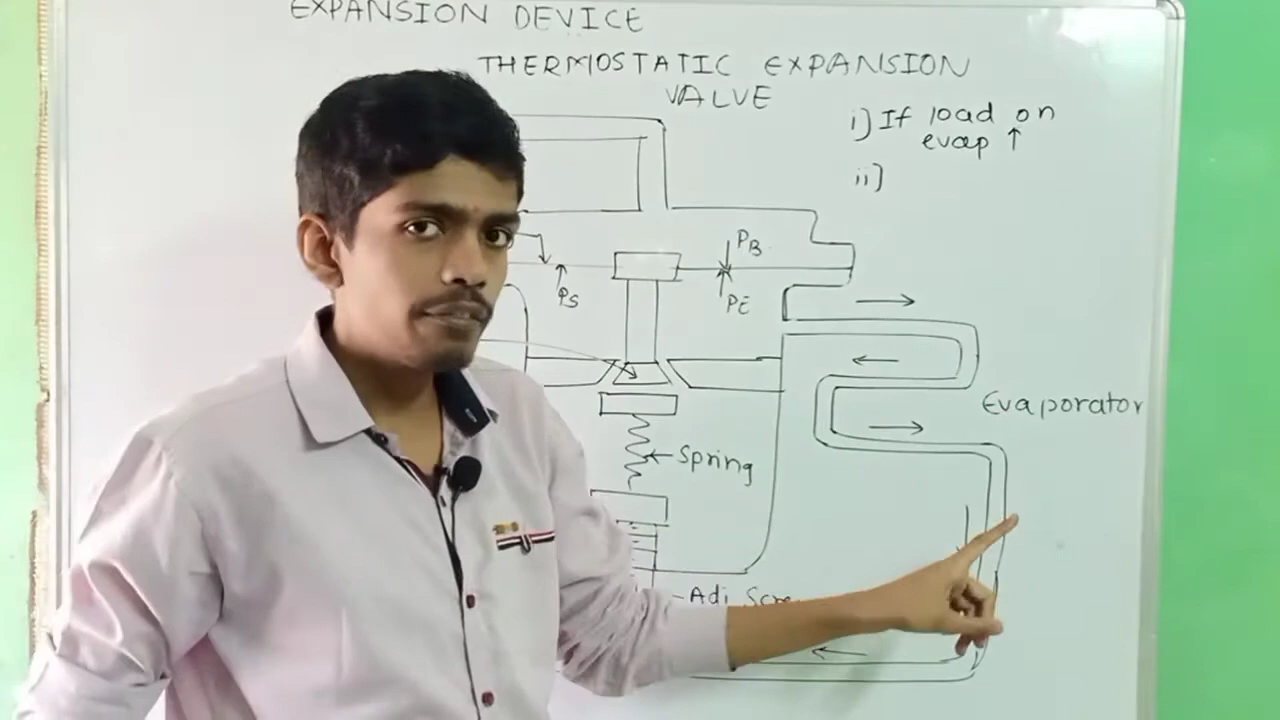 EXPANSION DEVICE
THERMOSTATIC EXPANSION
VALVE
i) If load on
evap ↑
ii)
PB
PS
PE
Evaporator
Spring
Adj